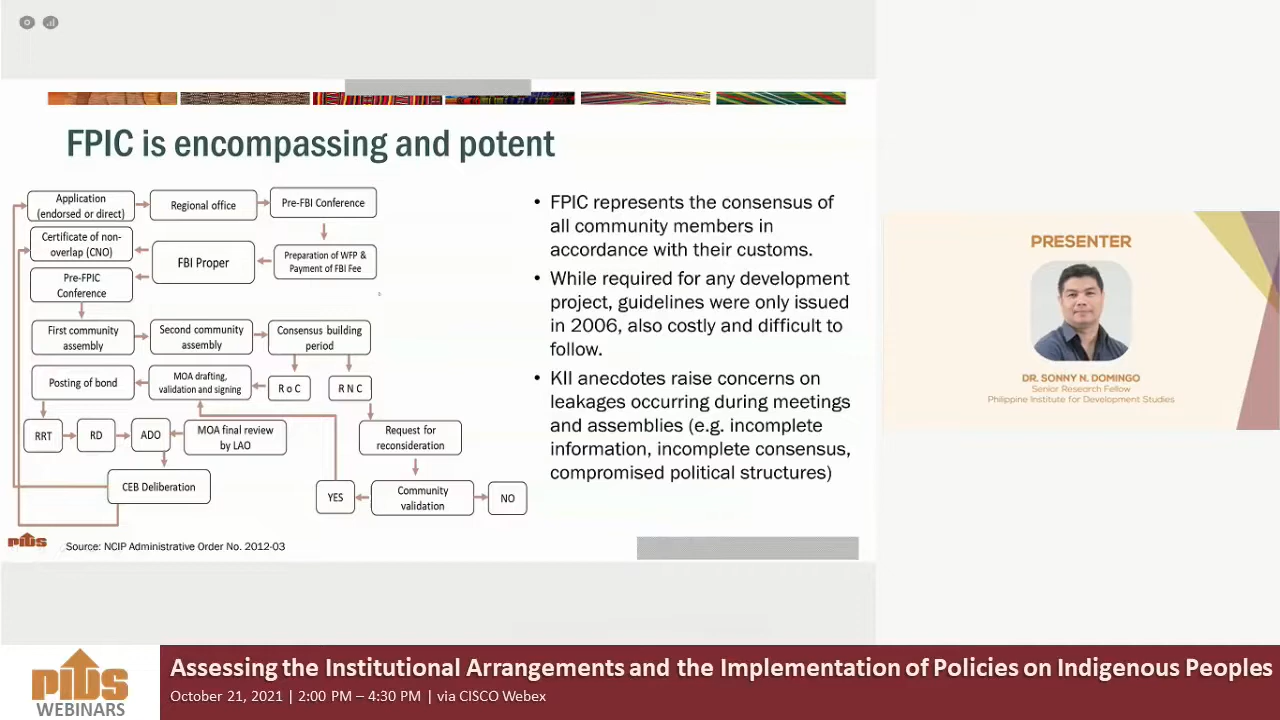 FPIC is encompassing and potent
Application
(endorsed or direct)
Regional office
Pre-FBI Conference
Certificate of non-
overlap (CNO)
FBI Proper
Preparation of WFP &
Payment of FBI Fee
Pre-FPIC
Conference
First community
assembly
Second community
assembly
Consensus building
period
Posting of bond
MOA drafting,
validation and signing
R o C
R N C
RRT
RD
ADO
MOA final review
by LAO
Request for
reconsideration
CEB Deliberation
YES
Community
validation
NO
• FPIC represents the consensus of
all community members in
accordance with their customs.
• While required for any development
project, guidelines were only issued
in 2006, also costly and difficult to
follow.
• KII anecdotes raise concerns on
leakages occurring during meetings
and assemblies (e.g. incomplete
information, incomplete consensus,
compromised political structures)
pids
Source: NCIP Administrative Order No. 2012-03
PRESENTER
DR. SONNY N. DOMINGO
Senior Research Fellow
Philippine Institute for Development Studies
pids
WEBINARS
Assessing the Institutional Arrangements and the Implementation of Policies on Indigenous Peoples
October 21, 2021 | 2:00 PM – 4:30 PM | via CISCO Webex